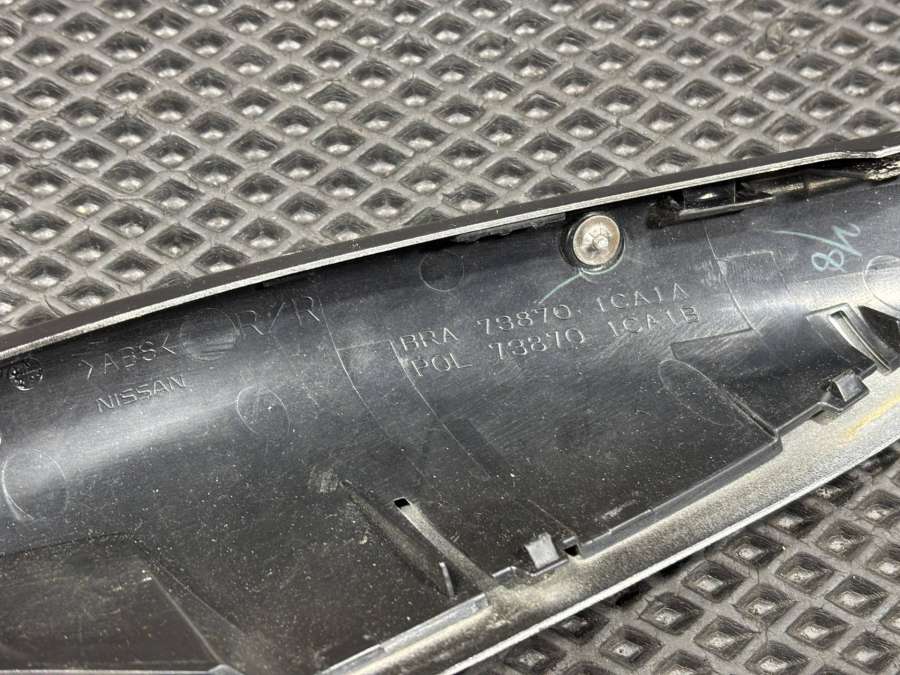 >ABS<
R/R
NISSAN
BRA 73870 1CA1A
POL 73870 1CA1B